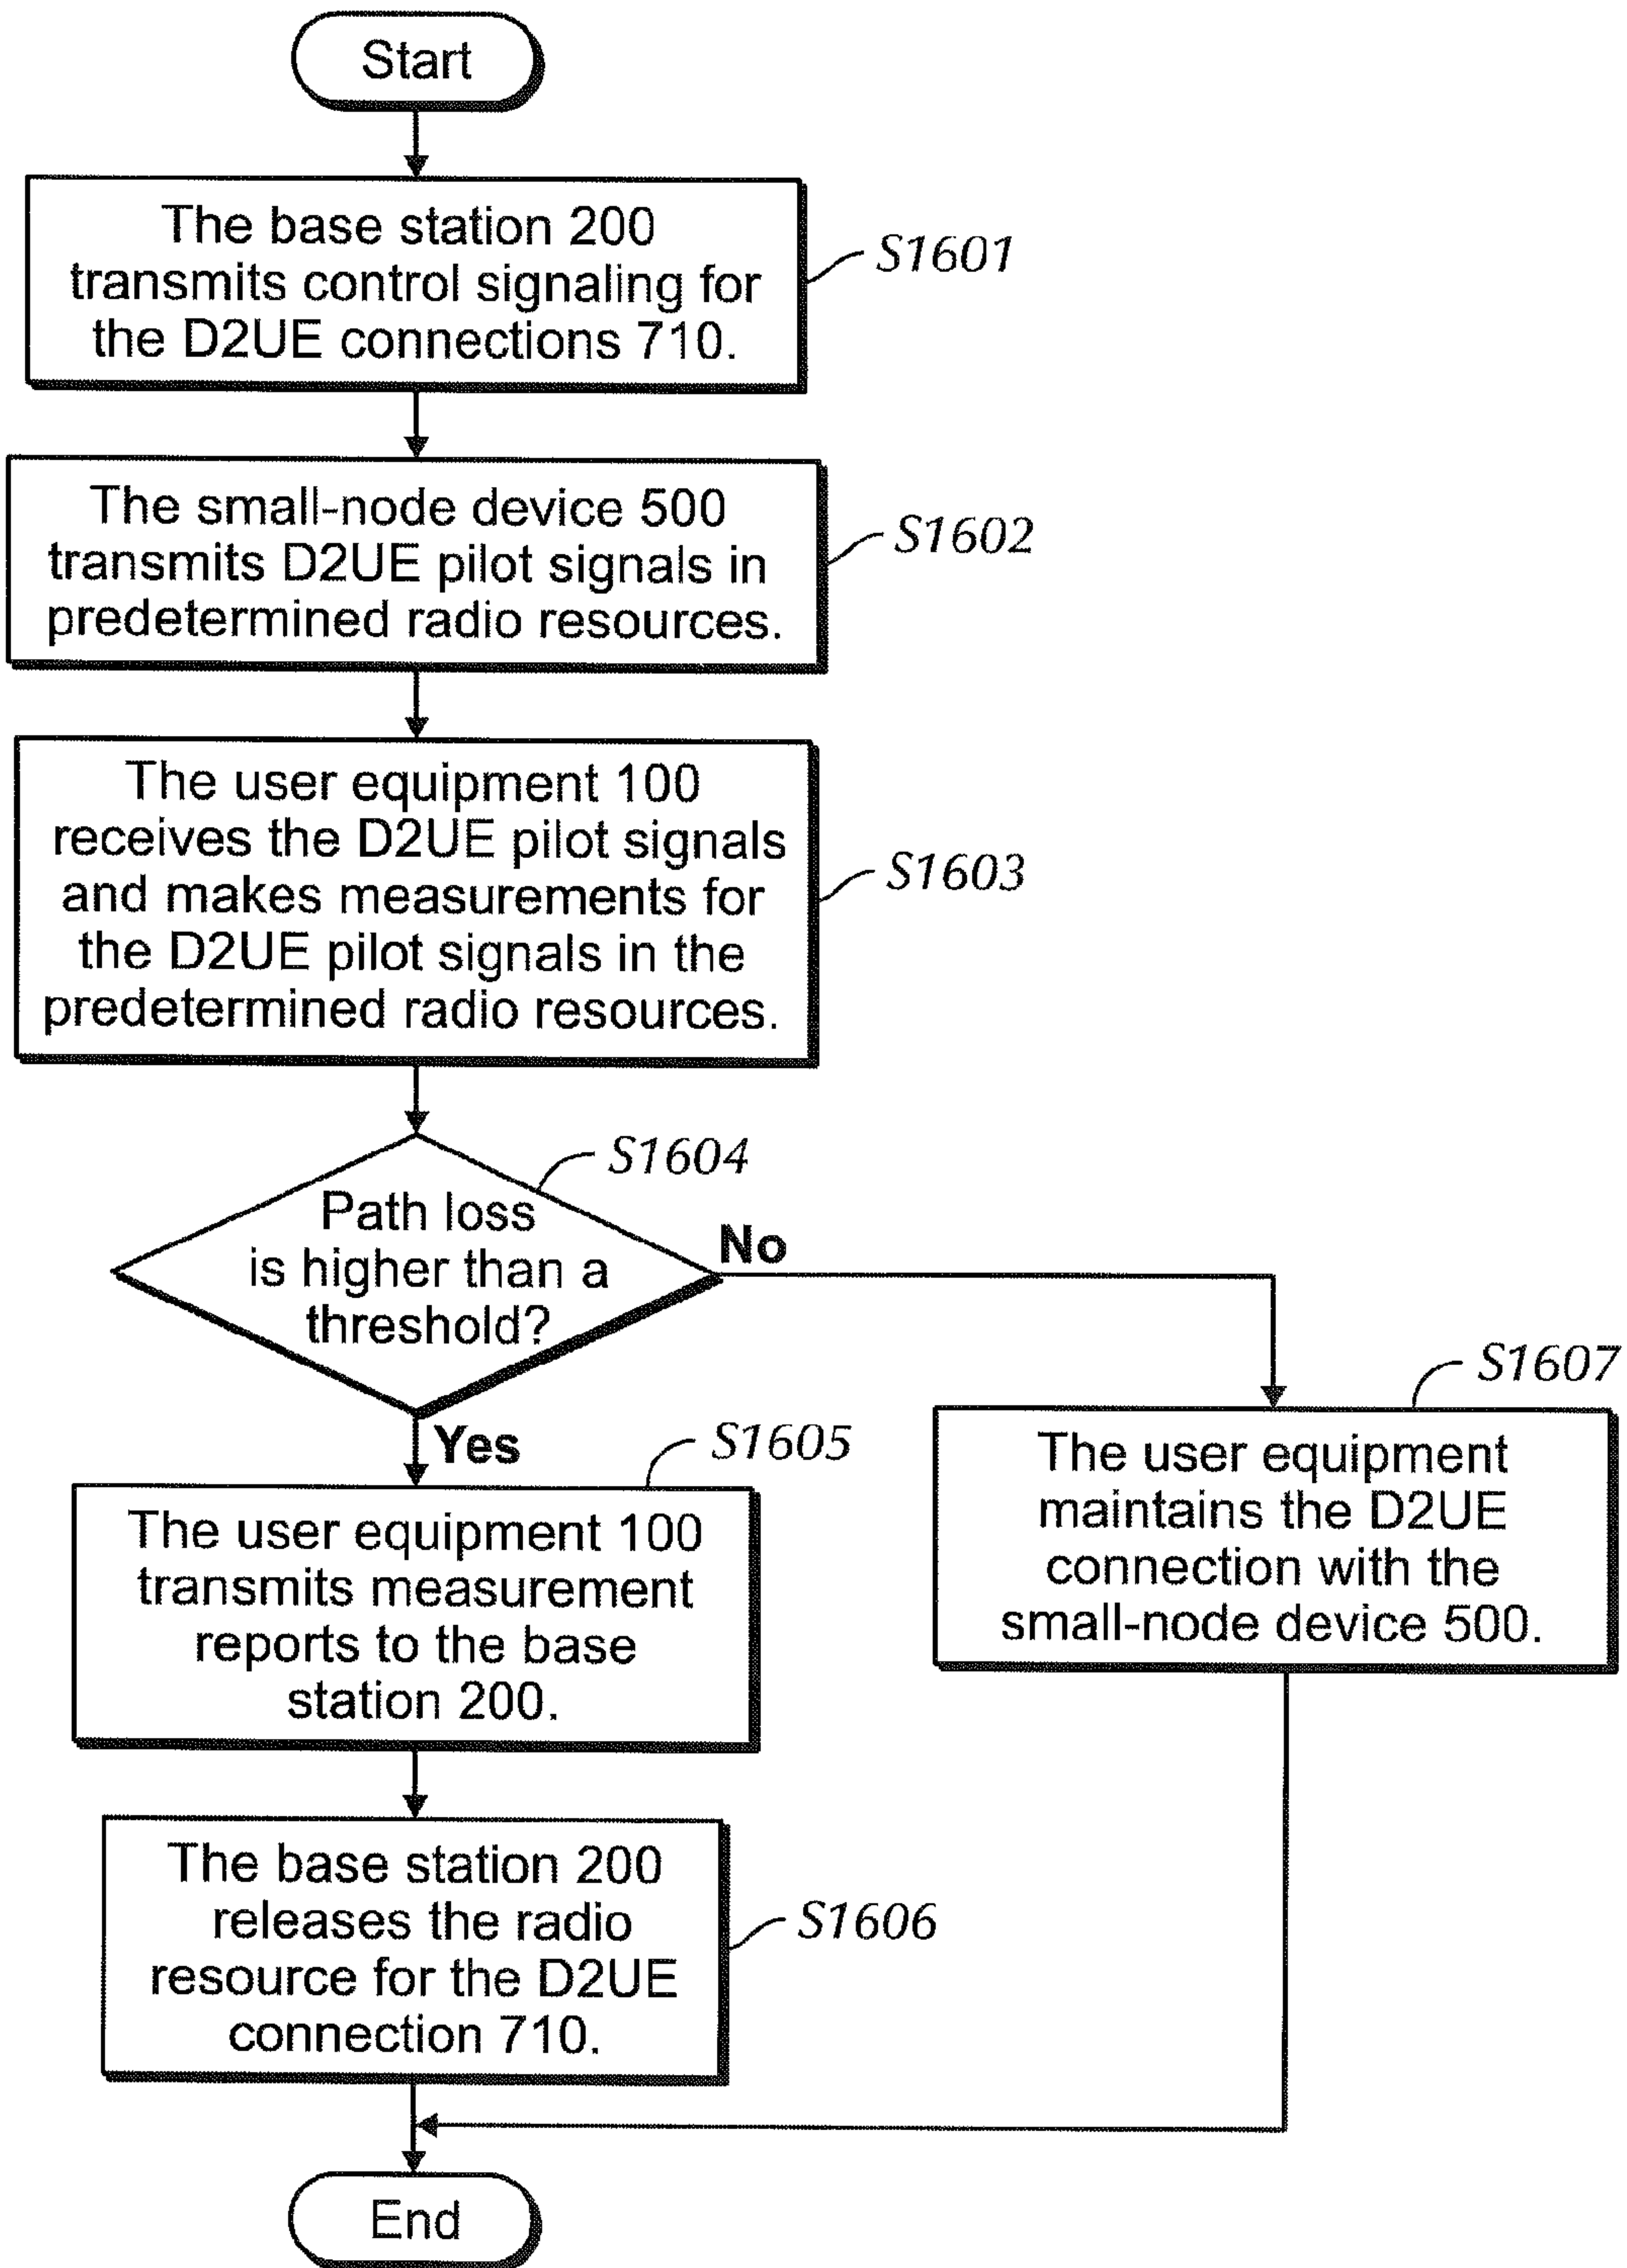 Start
The base station 200
transmits control signaling for
the D2UE connections 710.
S1601
The small-node device 500
transmits D2UE pilot signals in
predetermined radio resources.
S1602
The user equipment 100
receives the D2UE pilot signals
and makes measurements for
the D2UE pilot signals in the
predetermined radio resources.
S1603
S1604
Path loss
is higher than a
threshold?
No
Yes
S1605
The user equipment 100
transmits measurement
reports to the base
station 200.
S1607
The user equipment
maintains the D2UE
connection with the
small-node device 500.
The base station 200
releases the radio
resource for the D2UE
connection 710.
S1606
End